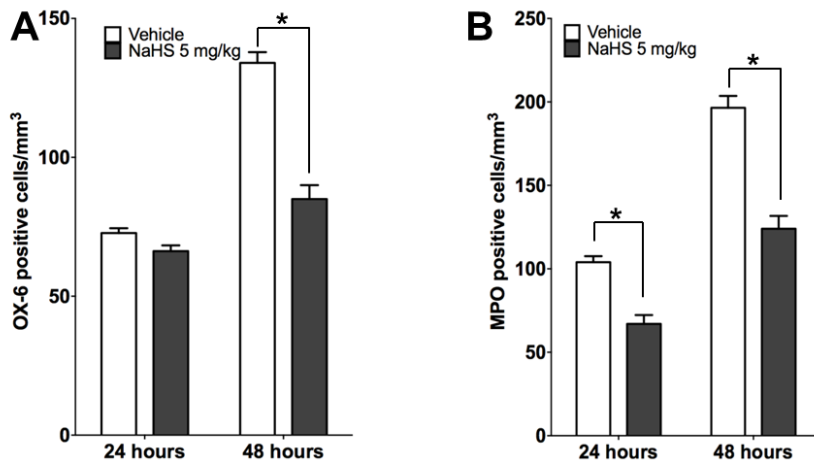 A
Vehicle
NaHS 5 mg/kg
*
OX-6 positive cells/mm³
150
100
50
0
24 hours
48 hours
B
Vehicle
NaHS 5 mg/kg
*
*
MPO positive cells/mm³
250
200
150
100
50
0
24 hours
48 hours